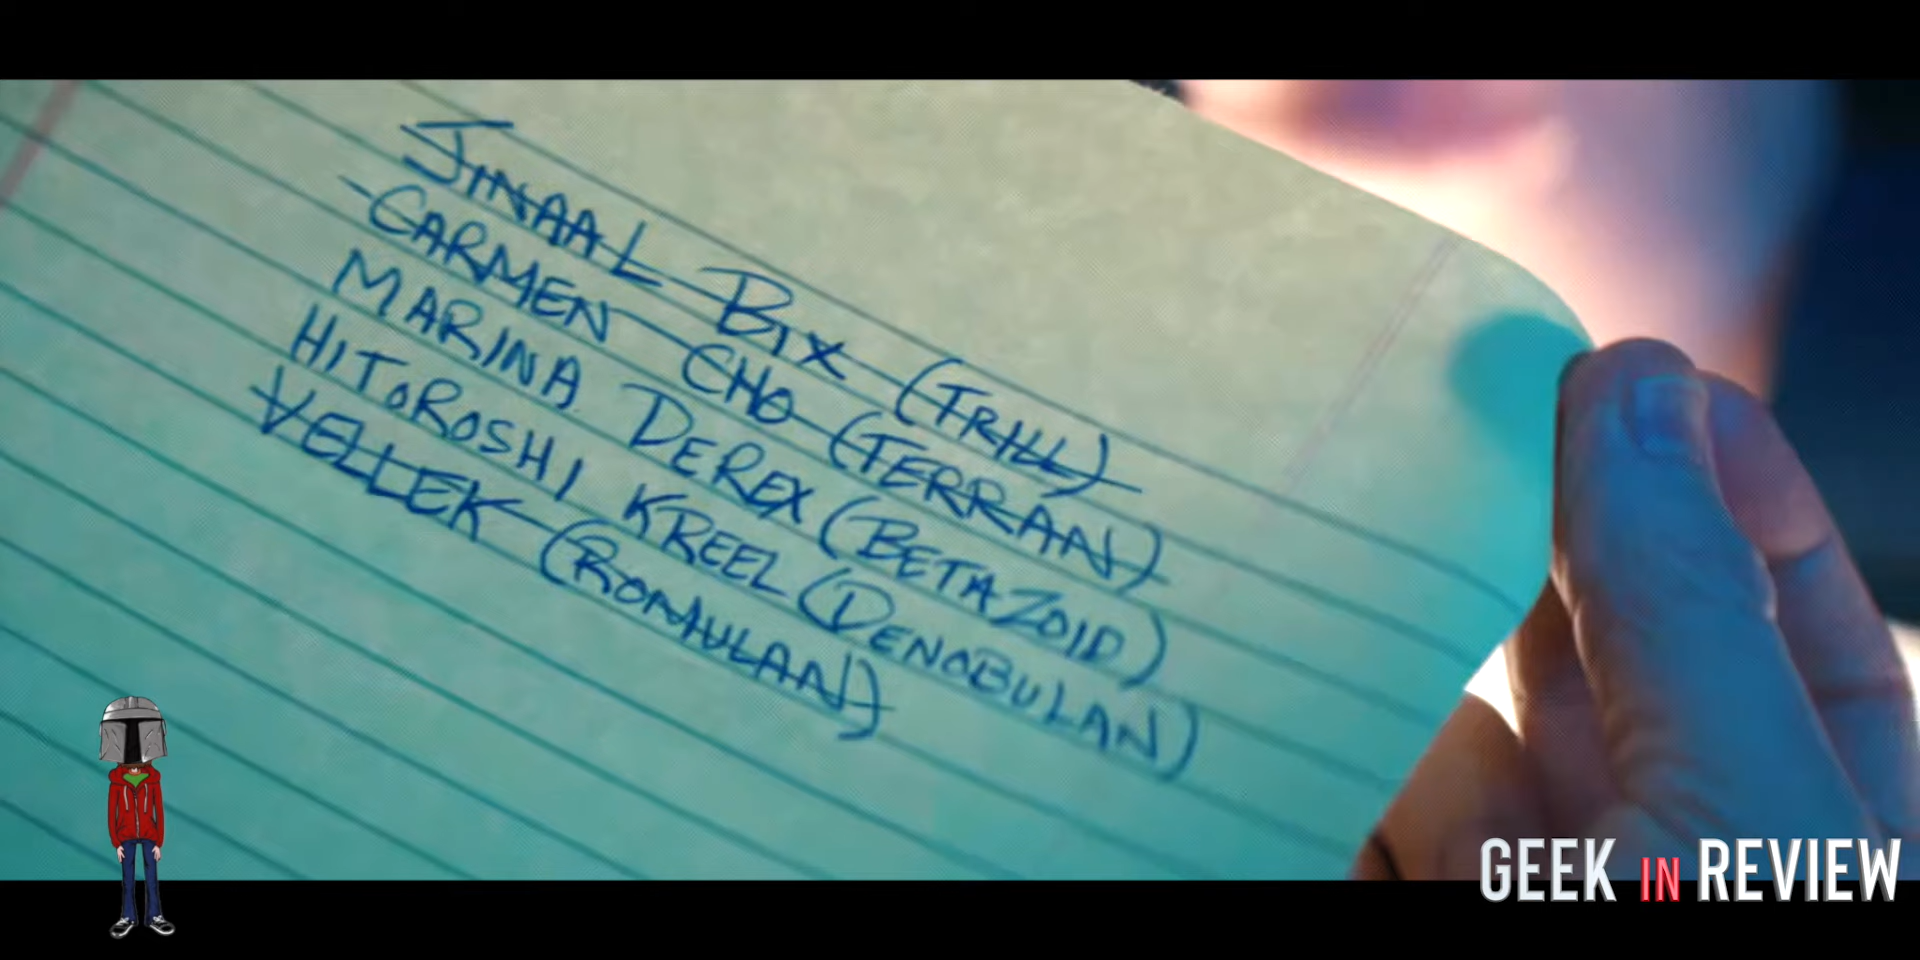 JINAAL BIX (TRILL)
CARMEN CHO (TERRAN)
MARINA DEREX (BETAZOID)
HITOROSHI KREEL (DENOBULAN)
VELLEK (ROMULAN)
GEEK IN REVIEW